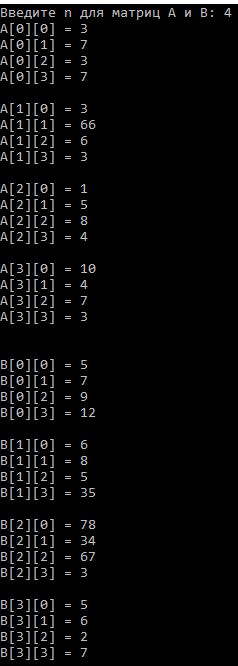 Введите n для матриц A и B: 4
A[0][0] = 3
A[0][1] = 7
A[0][2] = 3
A[0][3] = 7
A[1][0] = 3
A[1][1] = 66
A[1][2] = 6
A[1][3] = 3
A[2][0] = 1
A[2][1] = 5
A[2][2] = 8
A[2][3] = 4
A[3][0] = 10
A[3][1] = 4
A[3][2] = 7
A[3][3] = 3
B[0][0] = 5
B[0][1] = 7
B[0][2] = 9
B[0][3] = 12
B[1][0] = 6
B[1][1] = 8
B[1][2] = 5
B[1][3] = 35
B[2][0] = 78
B[2][1] = 34
B[2][2] = 67
B[2][3] = 3
B[3][0] = 5
B[3][1] = 6
B[3][2] = 2
B[3][3] = 7